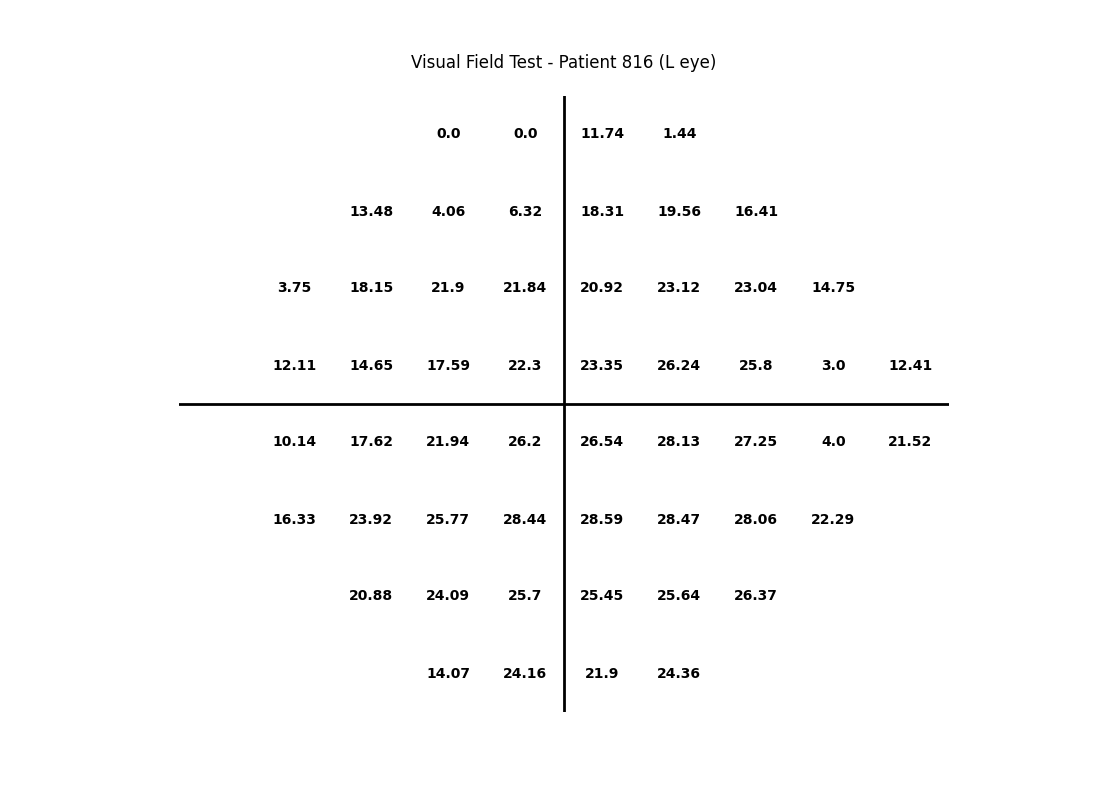 Visual Field Test - Patient 816 (L eye)
0.0 0.0 11.74 1.44
13.48 4.06 6.32 18.31 19.56 16.41
3.75 18.15 21.9 21.84 20.92 23.12 23.04 14.75
12.11 14.65 17.59 22.3 23.35 26.24 25.8 3.0 12.41
10.14 17.62 21.94 26.2 26.54 28.13 27.25 4.0 21.52
16.33 23.92 25.77 28.44 28.59 28.47 28.06 22.29
20.88 24.09 25.7 25.45 25.64 26.37
14.07 24.16 21.9 24.36